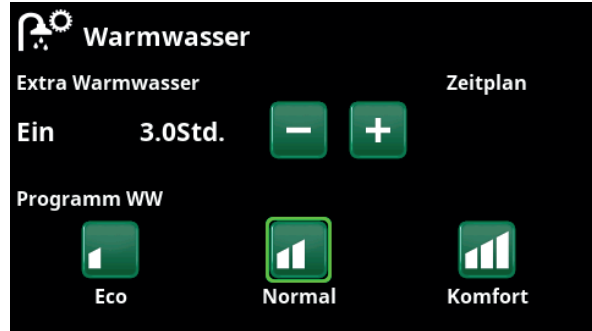 Warmwasser
Extra Warmwasser Zeitplan
Ein 3.0Std. − +
Programm WW
Eco Normal Komfort